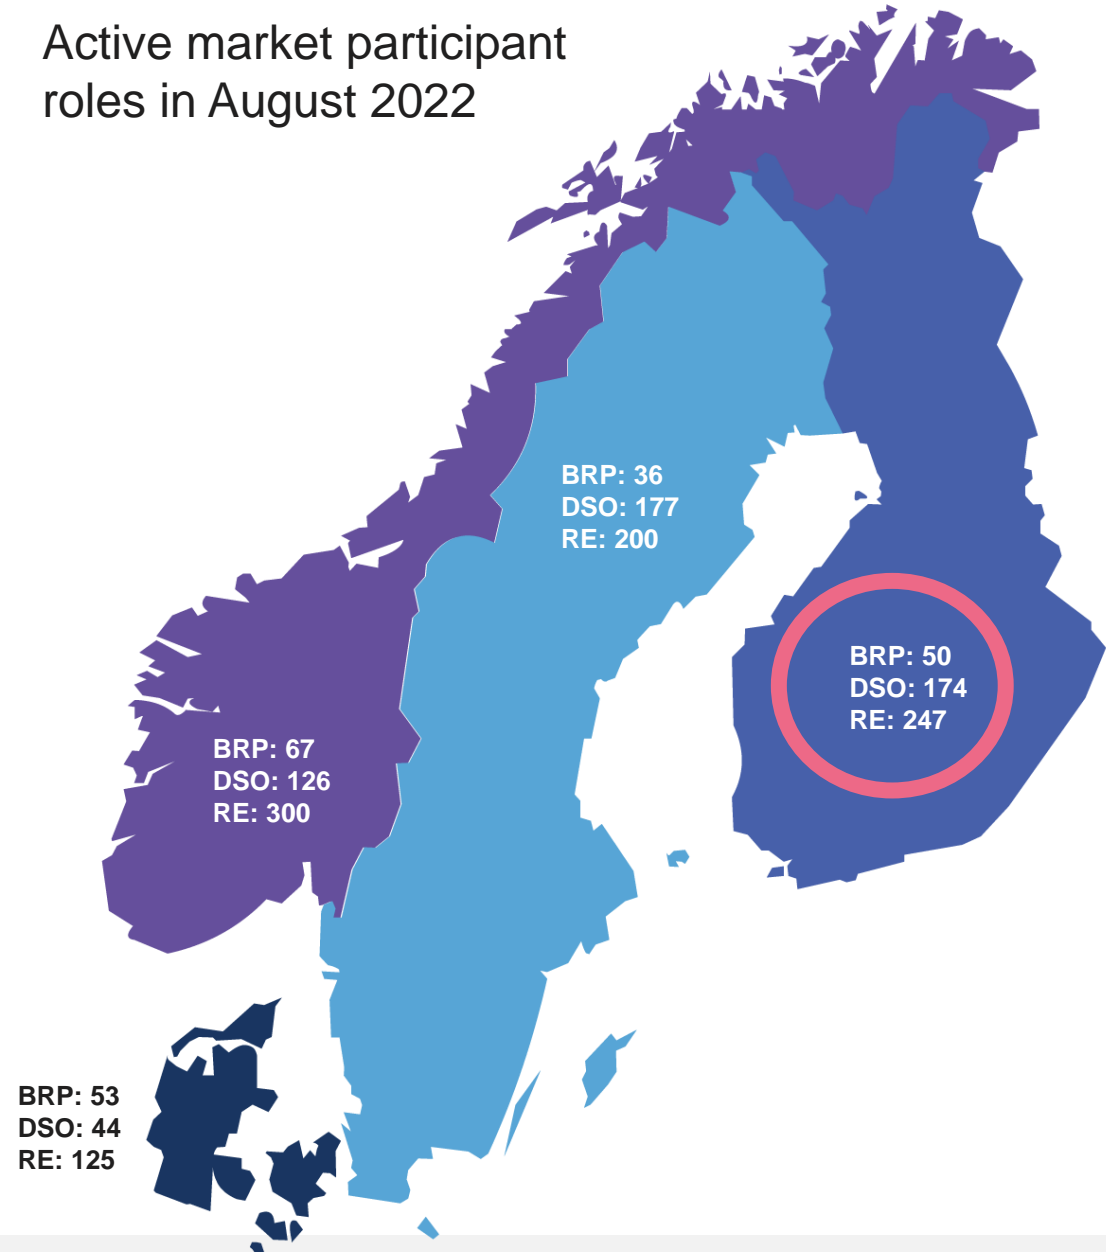 Active market participant
roles in August 2022
BRP: 36
DSO: 177
RE: 200
BRP: 50
DSO: 174
RE: 247
BRP: 67
DSO: 126
RE: 300
BRP: 53
DSO: 44
RE: 125